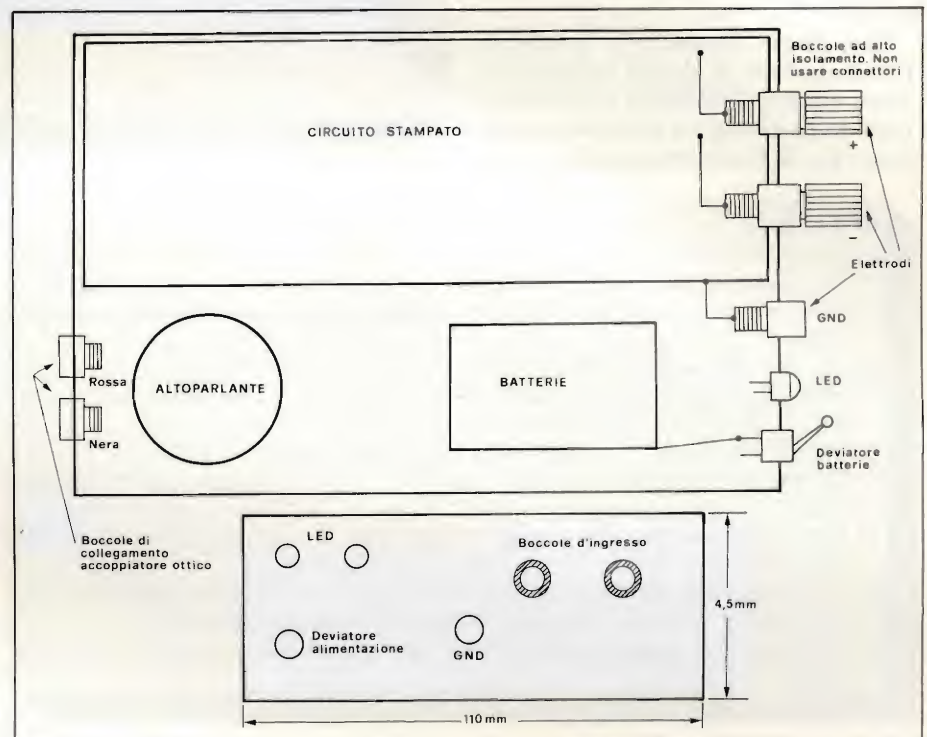 Boccole ad alto
isolamento. Non
usare connettori
CIRCUITO STAMPATO
+
-
Elettrodi
GND
Rossa
ALTOPARLANTE
BATTERIE
LED
Nera
Deviatore
batterie
Boccole di
collegamento
accoppiatore ottico
LED
Boccole d'ingresso
4,5mm
Deviatore
alimentazione
GND
110 mm